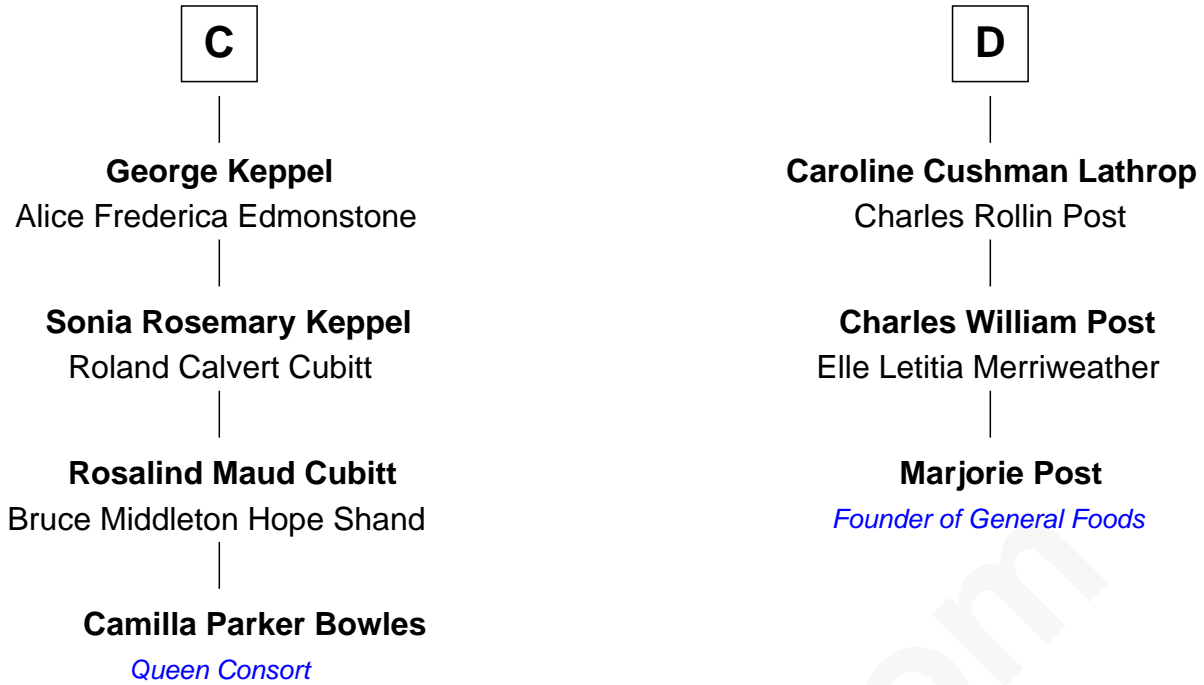 C
George Keppel
Alice Frederica Edmonstone
Sonia Rosemary Keppel
Roland Calvert Cubitt
Rosalind Maud Cubitt
Bruce Middleton Hope Shand
Camilla Parker Bowles
Queen Consort
D
Caroline Cushman Lathrop
Charles Rollin Post
Charles William Post
Elle Letitia Merriweather
Marjorie Post
Founder of General Foods
om